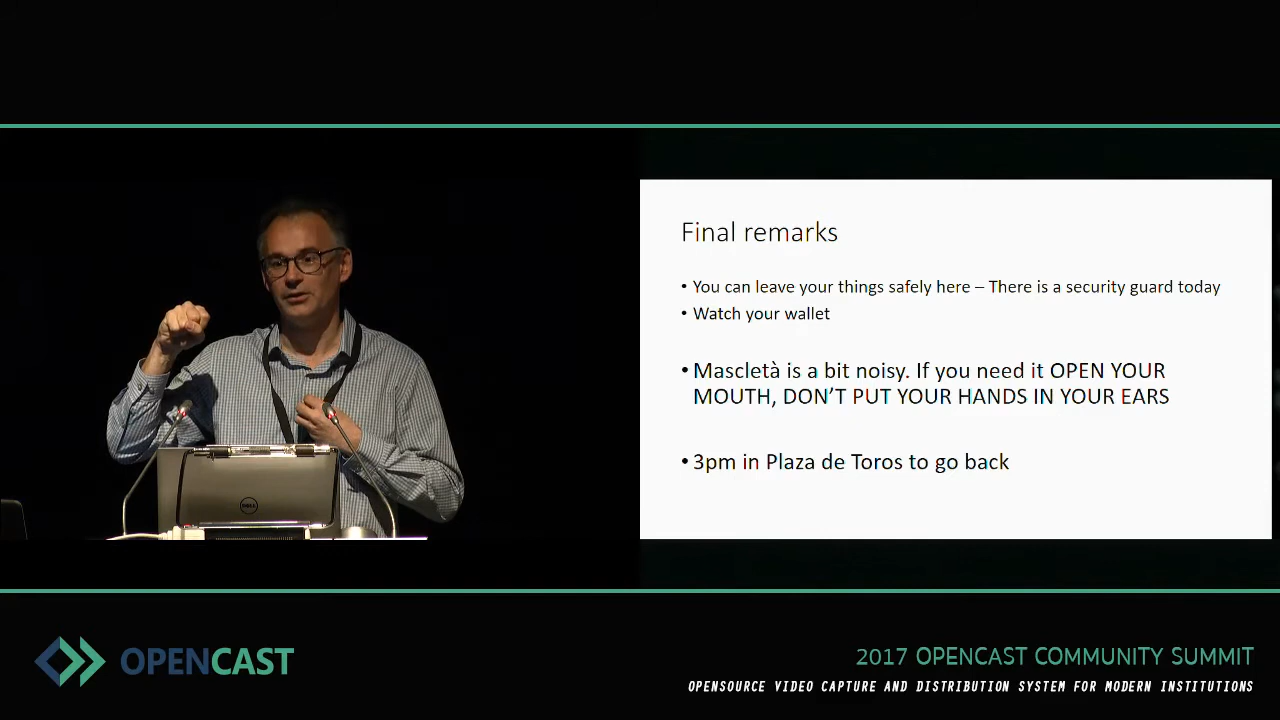 Final remarks
• You can leave your things safely here – There is a security guard today
• Watch your wallet
• Mascletà is a bit noisy. If you need it OPEN YOUR
MOUTH, DON’T PUT YOUR HANDS IN YOUR EARS
• 3pm in Plaza de Toros to go back
DELL
OPENCAST
2017 OPENCAST COMMUNITY SUMMIT
OPENSOURCE VIDEO CAPTURE AND DISTRIBUTION SYSTEM FOR MODERN INSTITUTIONS